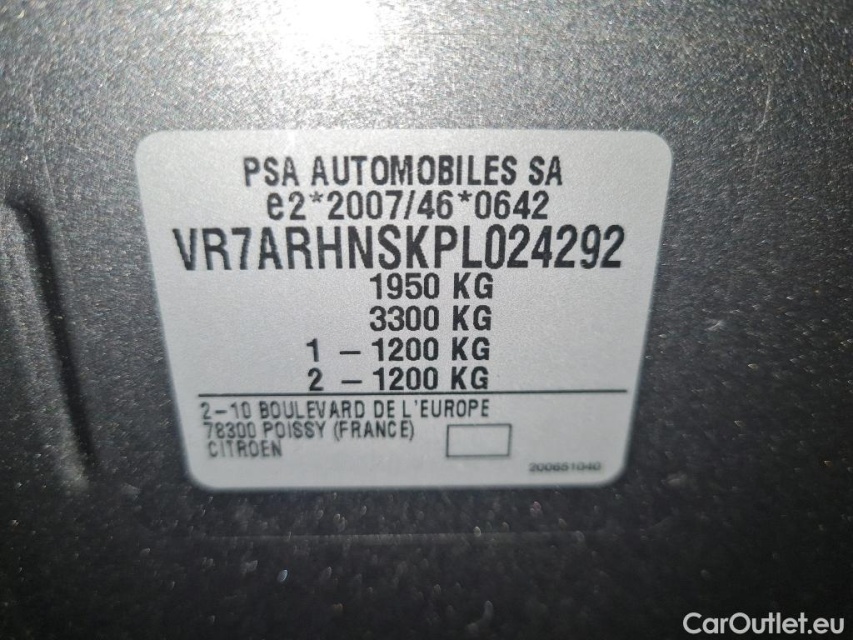 PSA AUTOMOBILES SA
e2*2007/46*0642
VR7ARHNSKPL024292
1950 KG
3300 KG
1 - 1200 KG
2 - 1200 KG
2-10 BOULEVARD DE L'EUROPE
78300 POISSY (FRANCE)
CITROEN
200651040
CarOutlet.eu